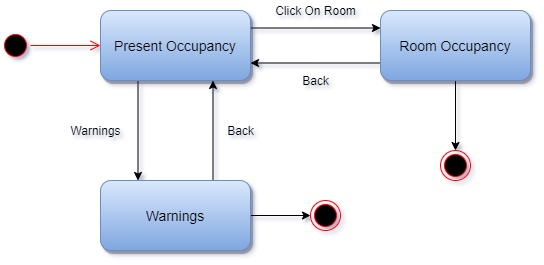 Click On Room
Present Occupancy
Room Occupancy
Back
Warnings
Back
Warnings